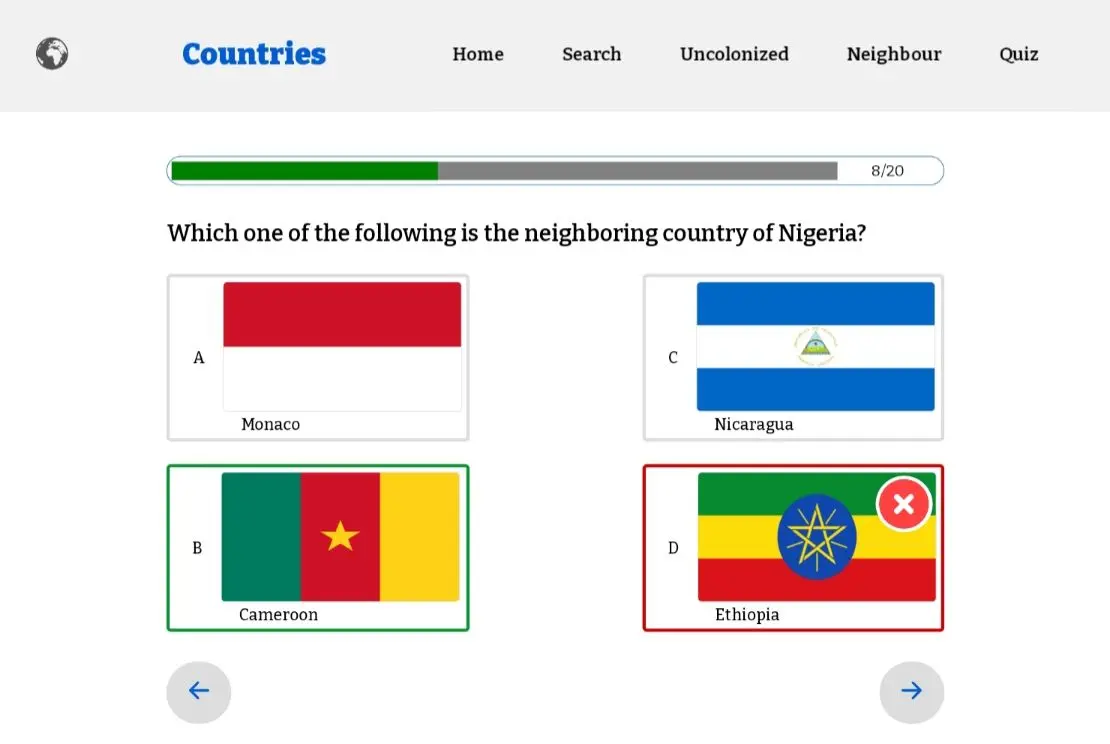 Countries Home Search Uncolonized Neighbour Quiz
8/20
Which one of the following is the neighboring country of Nigeria?
A
Monaco
C
Nicaragua
B
Cameroon
D
Ethiopia